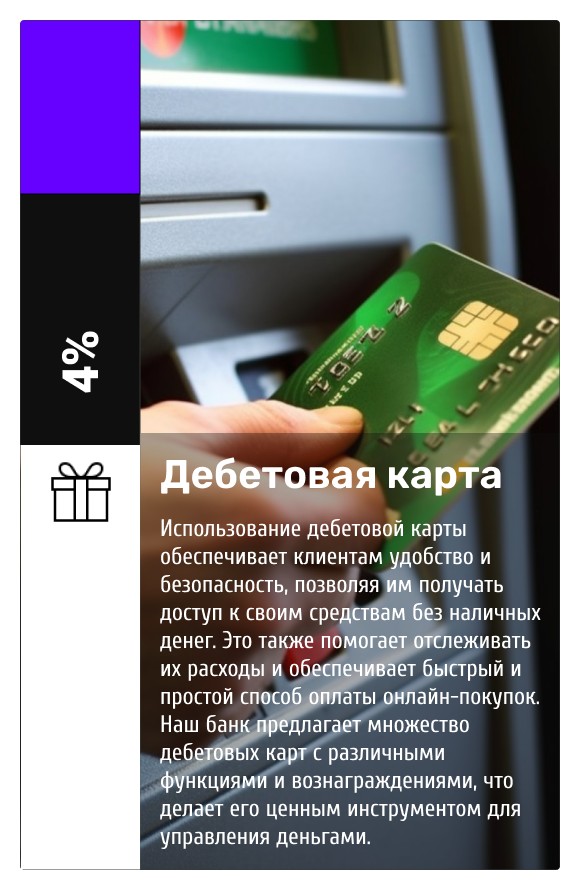 4%
Дебетовая карта
Использование дебетовой карты
обеспечивает клиентам удобство и
безопасность, позволяя им получать
доступ к своим средствам без наличных
денег. Это также помогает отслеживать
их расходы и обеспечивает быстрый и
простой способ оплаты онлайн-покупок.
Наш банк предлагает множество
дебетовых карт с различными
функциями и вознаграждениями, что
делает его ценным инструментом для
управления деньгами.